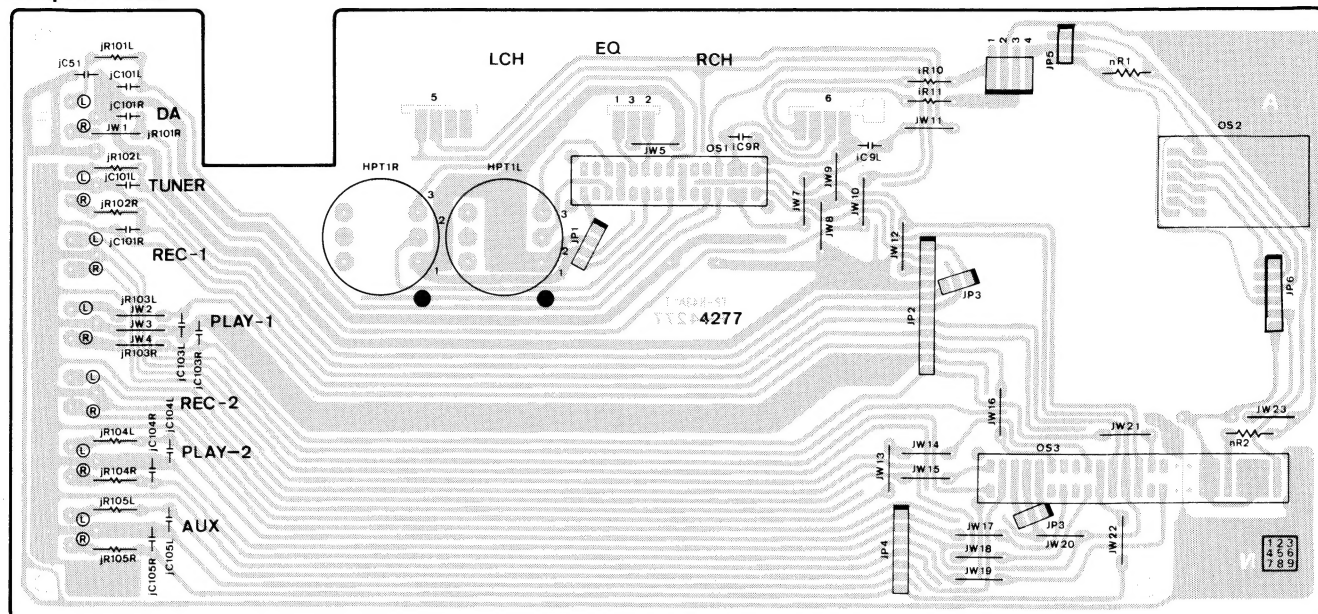 jR101L
jC51
jC101L
L
jC101R
DA
R
JW1
jR101R
jR102L
L
jC101L
TUNER
R
jR102R
jC101R
L
REC-1
R
jR103L
L
JW2
JW3
PLAY-1
R
JW4
jR103R
jC103L
jC103R
L
REC-2
R
jC104L
jC104R
jR104L
L
PLAY-2
R
jR104R
jR105L
L
AUX
R
jR105R
jC105R
jC105L
LCH
EQ
RCH
5
1 3 2
6
HPT1R
HPT1L
3
2
1
3
2
1
JW5
OS1
iC9R
iC9L
JP1
JW7
JW8
JW9
JW10
iR10
iR11
JW11
1 2 3 4
JP5
nR1
A
OS2
JW12
JP2
JP3
JP6
4277
JW16
JW14
JW13
JW15
JW21
JW23
nR2
OS3
JP4
JW17
JW18
JW19
JP3
JW20
JW22
N
1 2 3
4 5 6
7 8 9